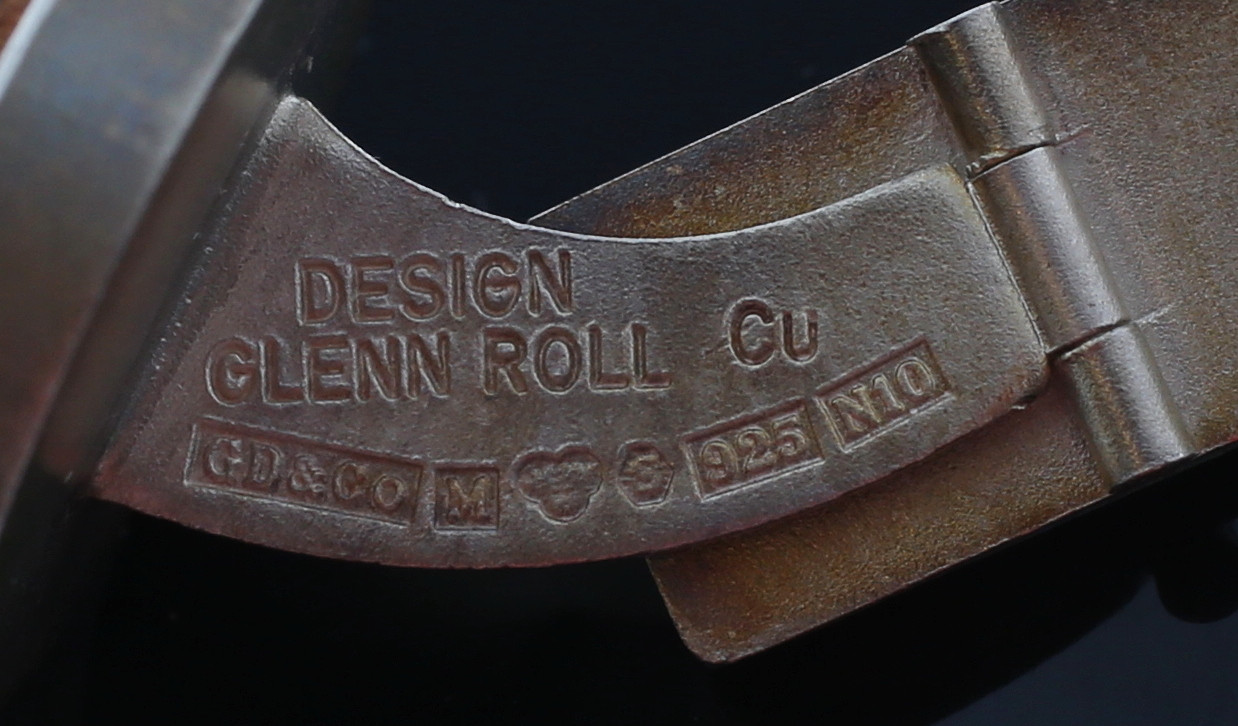 DESIGN
GLENN ROLL Cu
GD&CO M S 925 N10